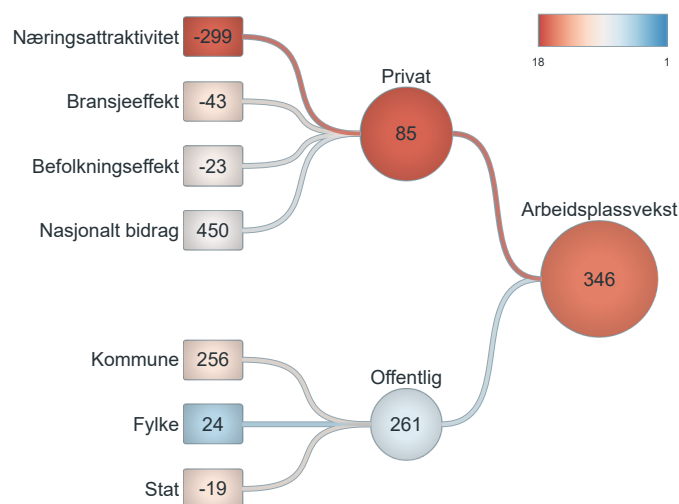 Næringsattraktivitet
-299
Bransjeeffekt
-43
Befolkningseffekt
-23
Nasjonalt bidrag
450
Privat
85
18
1
Arbeidsplassvekst
346
Kommune
256
Fylke
24
Stat
-19
Offentlig
261